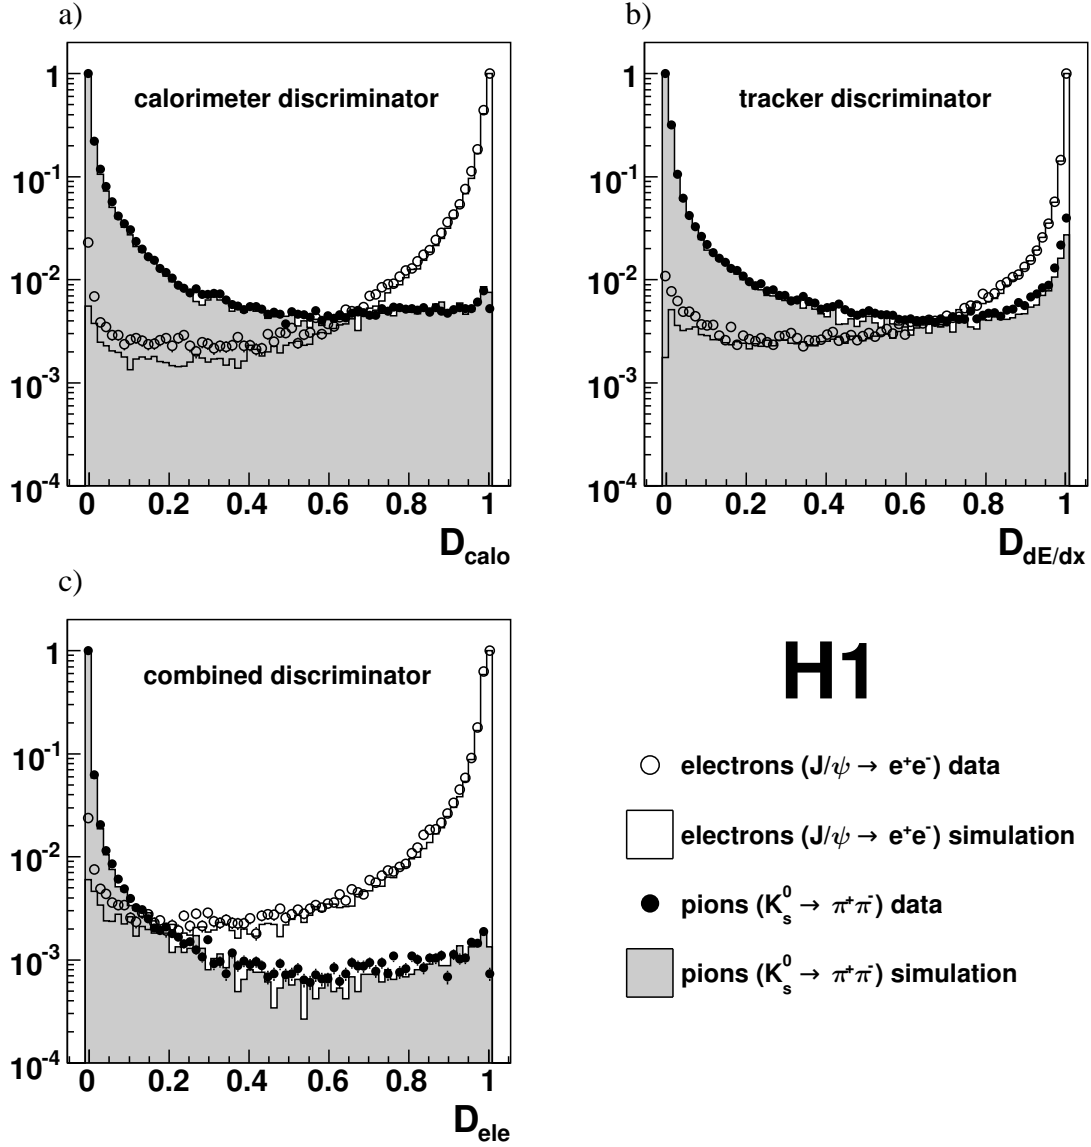 a)
calorimeter discriminator
1
10⁻¹
10⁻²
10⁻³
10⁻⁴
0 0.2 0.4 0.6 0.8 1
D_calo
b)
tracker discriminator
1
10⁻¹
10⁻²
10⁻³
10⁻⁴
0 0.2 0.4 0.6 0.8 1
D_dE/dx
c)
combined discriminator
1
10⁻¹
10⁻²
10⁻³
10⁻⁴
0 0.2 0.4 0.6 0.8 1
D_ele
H1
electrons (J/ψ → e⁺e⁻) data
electrons (J/ψ → e⁺e⁻) simulation
pions (K⁰_s → π⁺π⁻) data
pions (K⁰_s → π⁺π⁻) simulation